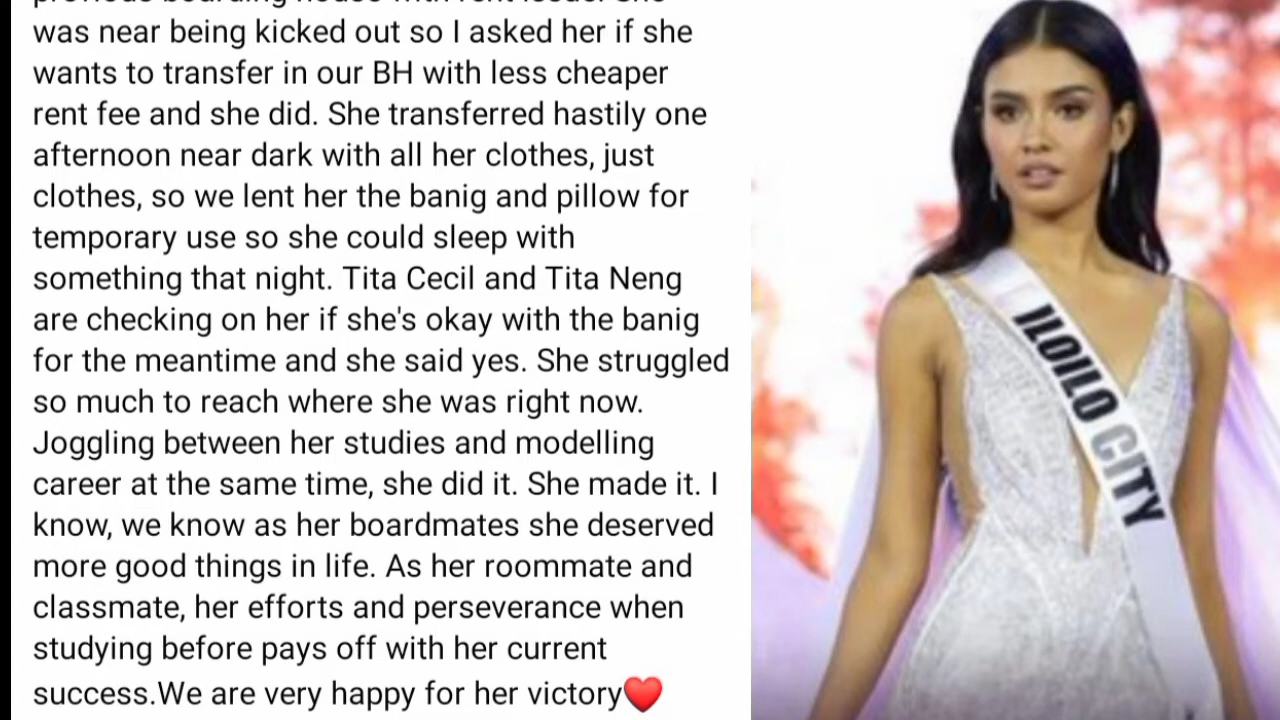 previous boarding house with rent issue. She
was near being kicked out so I asked her if she
wants to transfer in our BH with less cheaper
rent fee and she did. She transferred hastily one
afternoon near dark with all her clothes, just
clothes, so we lent her the banig and pillow for
temporary use so she could sleep with
something that night. Tita Cecil and Tita Neng
are checking on her if she's okay with the banig
for the meantime and she said yes. She struggled
so much to reach where she was right now.
Joggling between her studies and modelling
career at the same time, she did it. She made it. I
know, we know as her boardmates she deserved
more good things in life. As her roommate and
classmate, her efforts and perseverance when
studying before pays off with her current
success.We are very happy for her victory❤️
ILOILO CITY